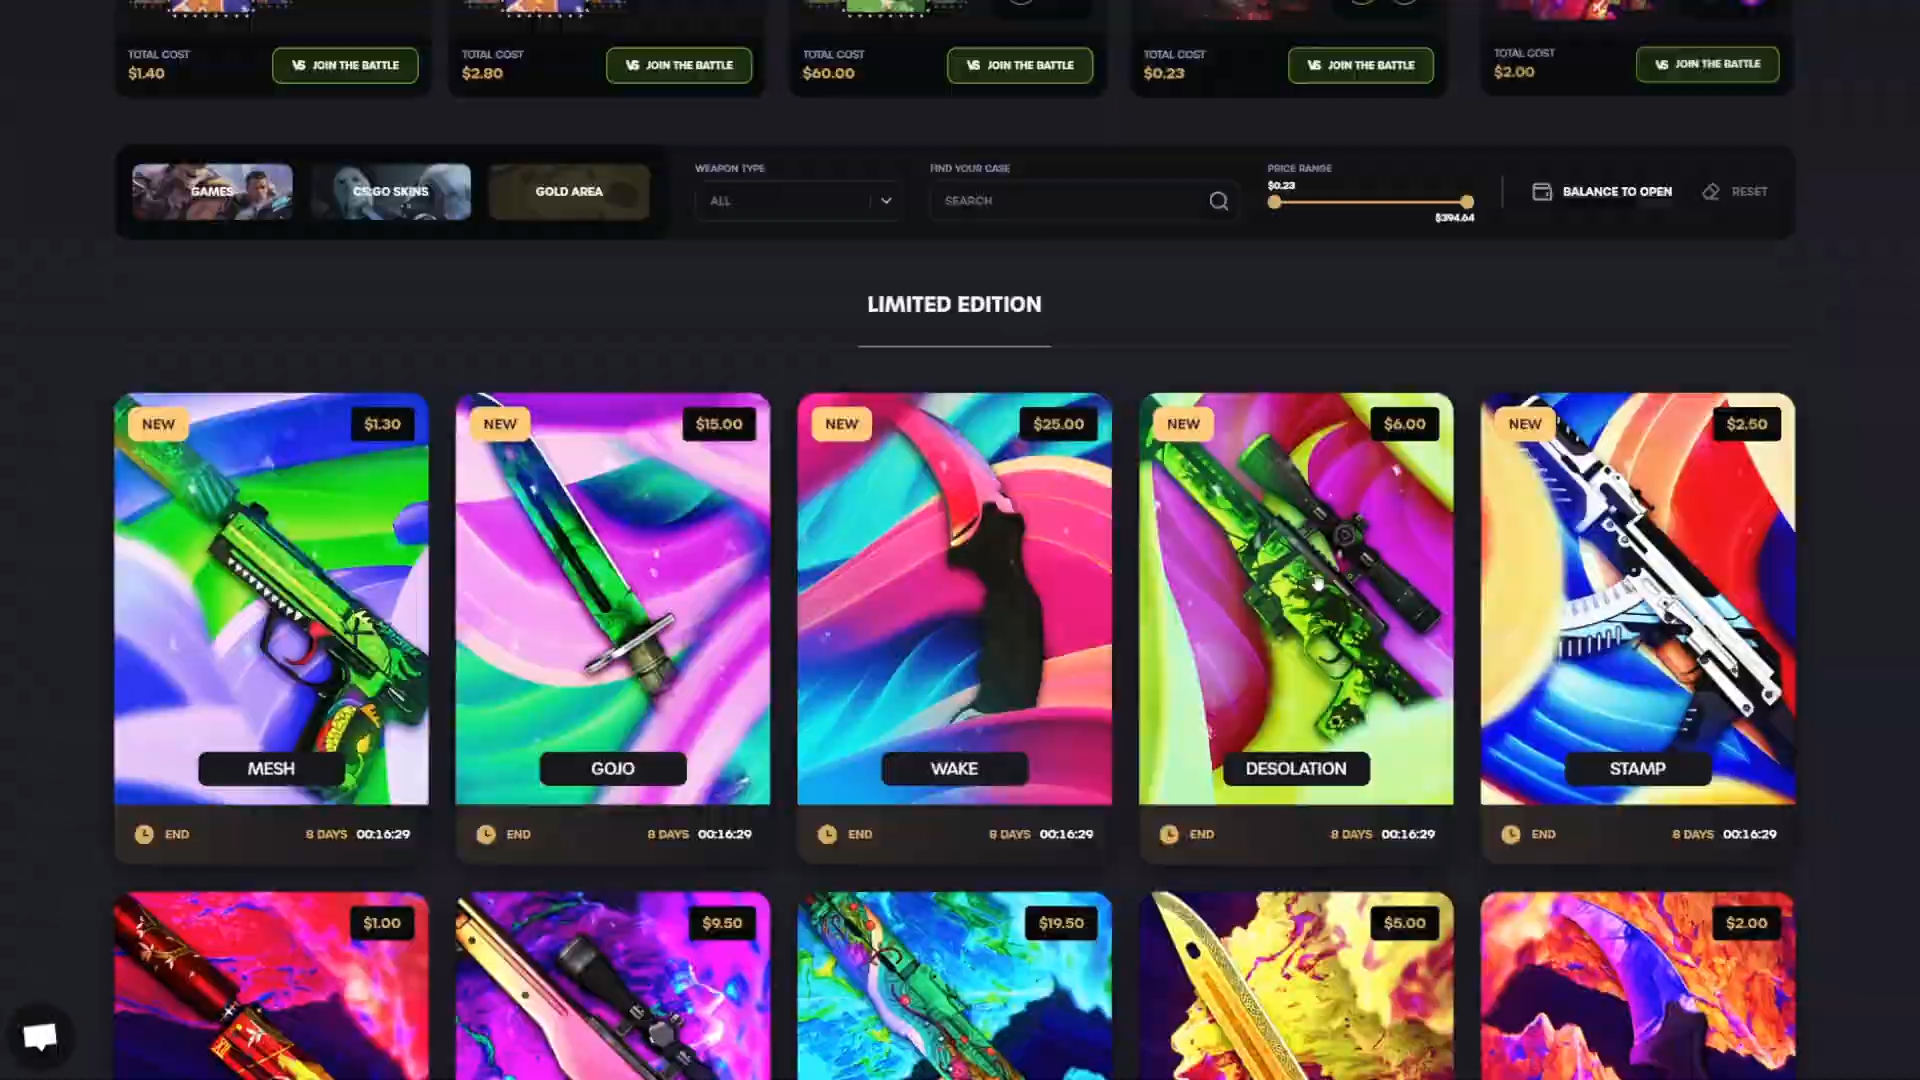 TOTAL COST
$1.40
VS JOIN THE BATTLE
TOTAL COST
$2.80
VS JOIN THE BATTLE
TOTAL COST
$60.00
VS JOIN THE BATTLE
TOTAL COST
$0.23
VS JOIN THE BATTLE
TOTAL COST
$2.00
VS JOIN THE BATTLE
GAMES
CS:GO SKINS
GOLD AREA
WEAPON TYPE
ALL
FIND YOUR CASE
SEARCH
PRICE RANGE
$0.23
$394.64
BALANCE TO OPEN
RESET
LIMITED EDITION
NEW
$1.30
MESH
END
8 DAYS 00:16:29
NEW
$15.00
GOJO
END
8 DAYS 00:16:29
NEW
$25.00
WAKE
END
8 DAYS 00:16:29
NEW
$6.00
DESOLATION
END
8 DAYS 00:16:29
NEW
$2.50
STAMP
END
8 DAYS 00:16:29
$1.00
$9.50
$19.50
$5.00
$2.00